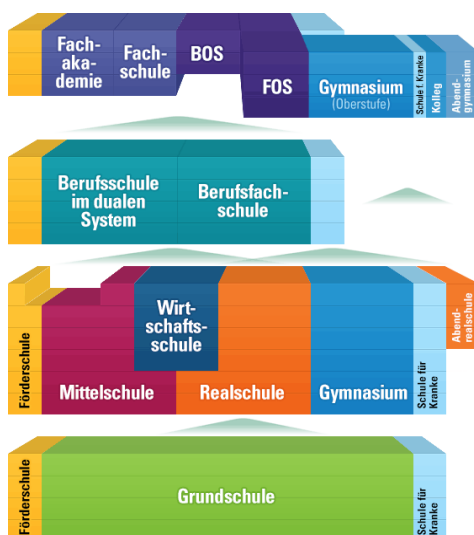 Fach-
aka-
demie
Fach-
schule
BOS
FOS
Gymnasium
(Oberstufe)
Schule f. Kranke
Kolleg
Abend-
gymnasium
Berufsschule
im dualen
System
Berufsfach-
schule
Förderschule
Mittelschule
Wirt-
schafts-
schule
Realschule
Gymnasium
Schule für
Kranke
Abend-
realschule
Förderschule
Grundschule
Schule für
Kranke